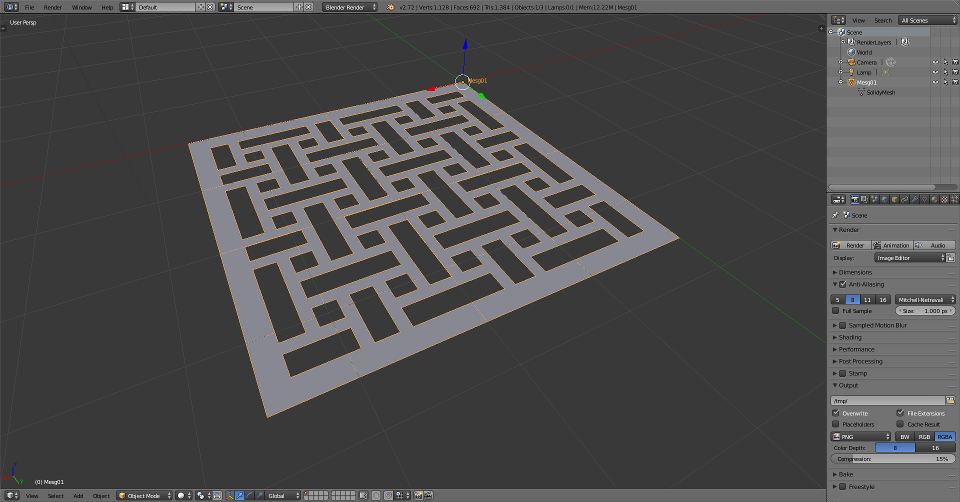 File Render Window Help Default Scene Blender Render v2.72 | Verts:1,128 | Faces:692 | Tris:1,384 | Objects:1/3 | Lamps:0/1 | Mem:12.22M | Mesg01
User Persp
View Search All Scenes
Scene
RenderLayers
World
Camera
Lamp
Mesg01
SolidyMesh
Mesg01
Scene
Render
Render Animation Audio
Display: Image Editor
Dimensions
Anti-Aliasing
5 8 11 16 Mitchell-Netravali
Full Sample Size: 1.000 px
Sampled Motion Blur
Shading
Performance
Post Processing
Stamp
Output
/tmp/
Overwrite File Extensions
Placeholders Cache Result
PNG BW RGB RGBA
Color Depth: 8 16
Compression: 15%
Bake
Freestyle
(0) Mesg01
View Select Add Object Object Mode Global